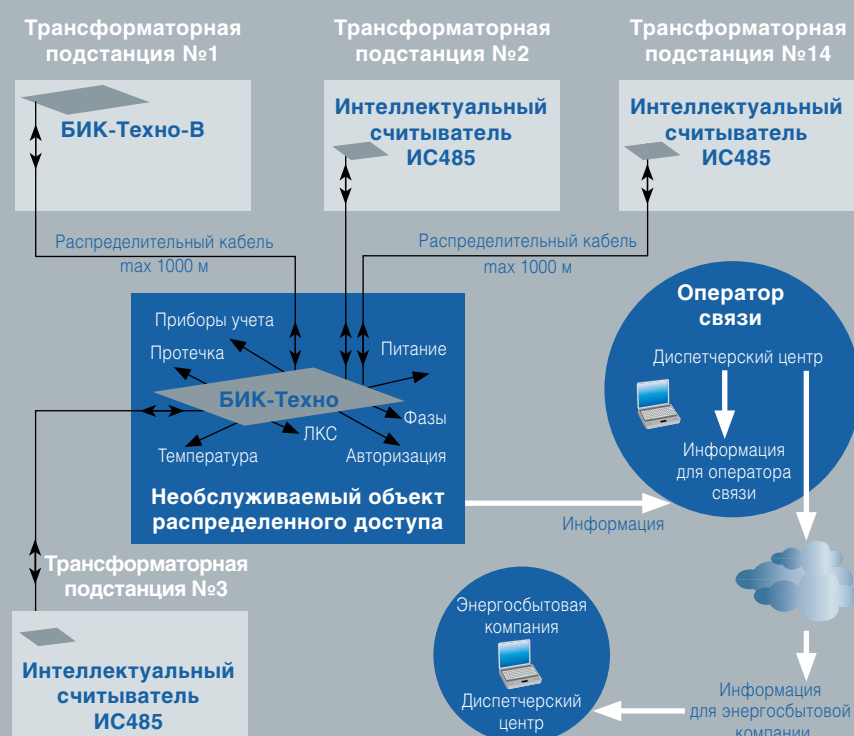 Трансформаторная
подстанция №1
Трансформаторная
подстанция №2
Трансформаторная
подстанция №14
БИК-Техно-В
Интеллектуальный
считыватель
ИС485
Интеллектуальный
считыватель
ИС485
Распределительный кабель
max 1000 м
Распределительный кабель
max 1000 м
Приборы учета
Протечка
Питание
БИК-Техно
Фазы
ЛКС
Температура
Авторизация
Необслуживаемый объект
распределенного доступа
Оператор
связи
Диспетчерский центр
Информация
для оператора
связи
Информация
Трансформаторная
подстанция №3
Интеллектуальный
считыватель
ИС485
Энергосбытовая
компания
Диспетчерский
центр
Информация
для энергосбытовой
компании